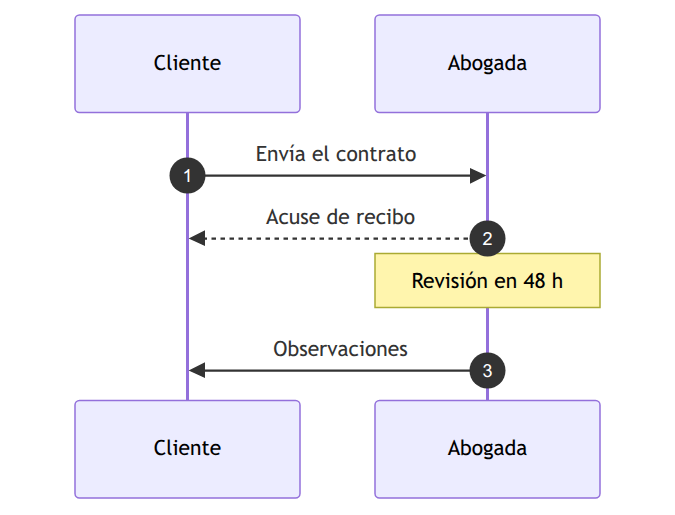 Cliente
Abogada
Envía el contrato
1
Acuse de recibo
2
Revisión en 48 h
Observaciones
3
Cliente
Abogada